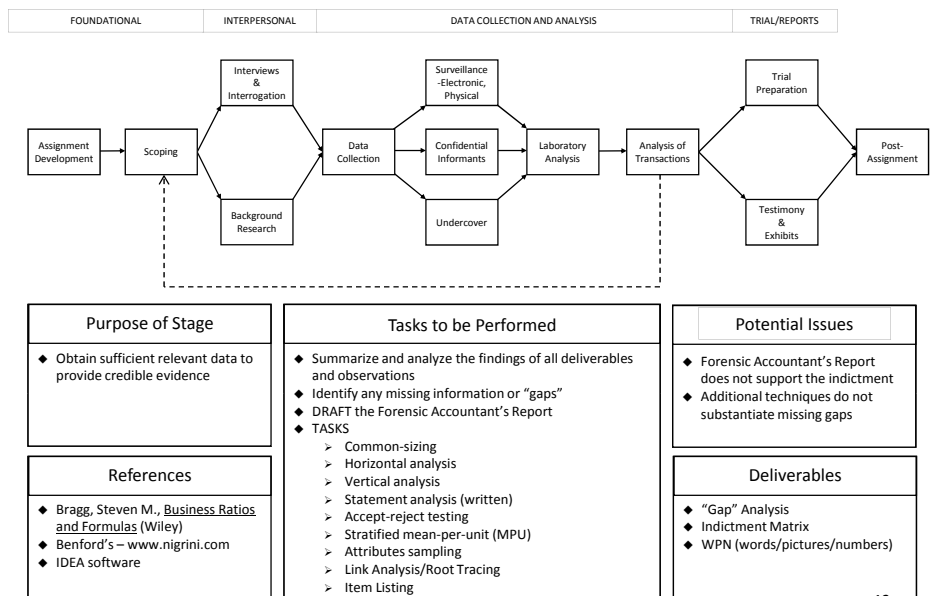 FOUNDATIONAL
INTERPERSONAL
DATA COLLECTION AND ANALYSIS
TRIAL/REPORTS
Interviews
&
Interrogation
Surveillance
-Electronic,
Physical
Trial
Preparation
Assignment
Development
Scoping
Data
Collection
Confidential
Informants
Laboratory
Analysis
Analysis of
Transactions
Post-
Assignment
Background
Research
Undercover
Testimony
&
Exhibits
Purpose of Stage
◆ Obtain sufficient relevant data to
provide credible evidence
References
◆ Bragg, Steven M., Business Ratios
and Formulas (Wiley)
◆ Benford’s – www.nigrini.com
◆ IDEA software
Tasks to be Performed
◆ Summarize and analyze the findings of all deliverables
and observations
◆ Identify any missing information or “gaps”
◆ DRAFT the Forensic Accountant’s Report
◆ TASKS
➢ Common-sizing
➢ Horizontal analysis
➢ Vertical analysis
➢ Statement analysis (written)
➢ Accept-reject testing
➢ Stratified mean-per-unit (MPU)
➢ Attributes sampling
➢ Link Analysis/Root Tracing
➢ Item Listing
Potential Issues
◆ Forensic Accountant’s Report
does not support the indictment
◆ Additional techniques do not
substantiate missing gaps
Deliverables
◆ “Gap” Analysis
◆ Indictment Matrix
◆ WPN (words/pictures/numbers)